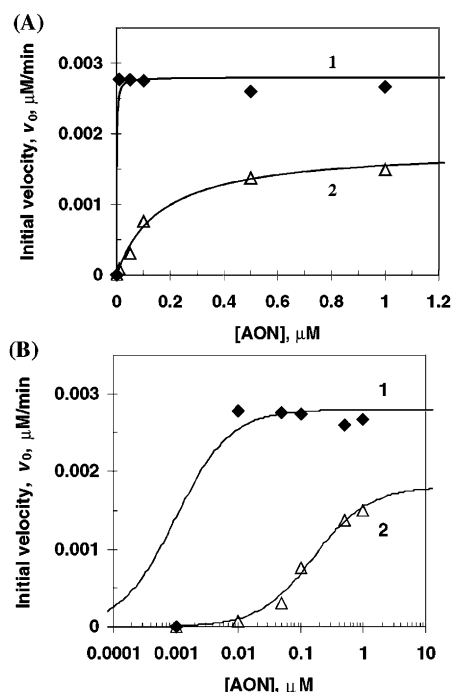 (A)
Initial velocity, v₀, µM/min
0.003
0.002
0.001
0
1
2
0 0.2 0.4 0.6 0.8 1 1.2
[AON], µM
(B)
Initial velocity, v₀, µM/min
0.003
0.002
0.001
0
1
2
0.0001 0.001 0.01 0.1 1 10
[AON], µM